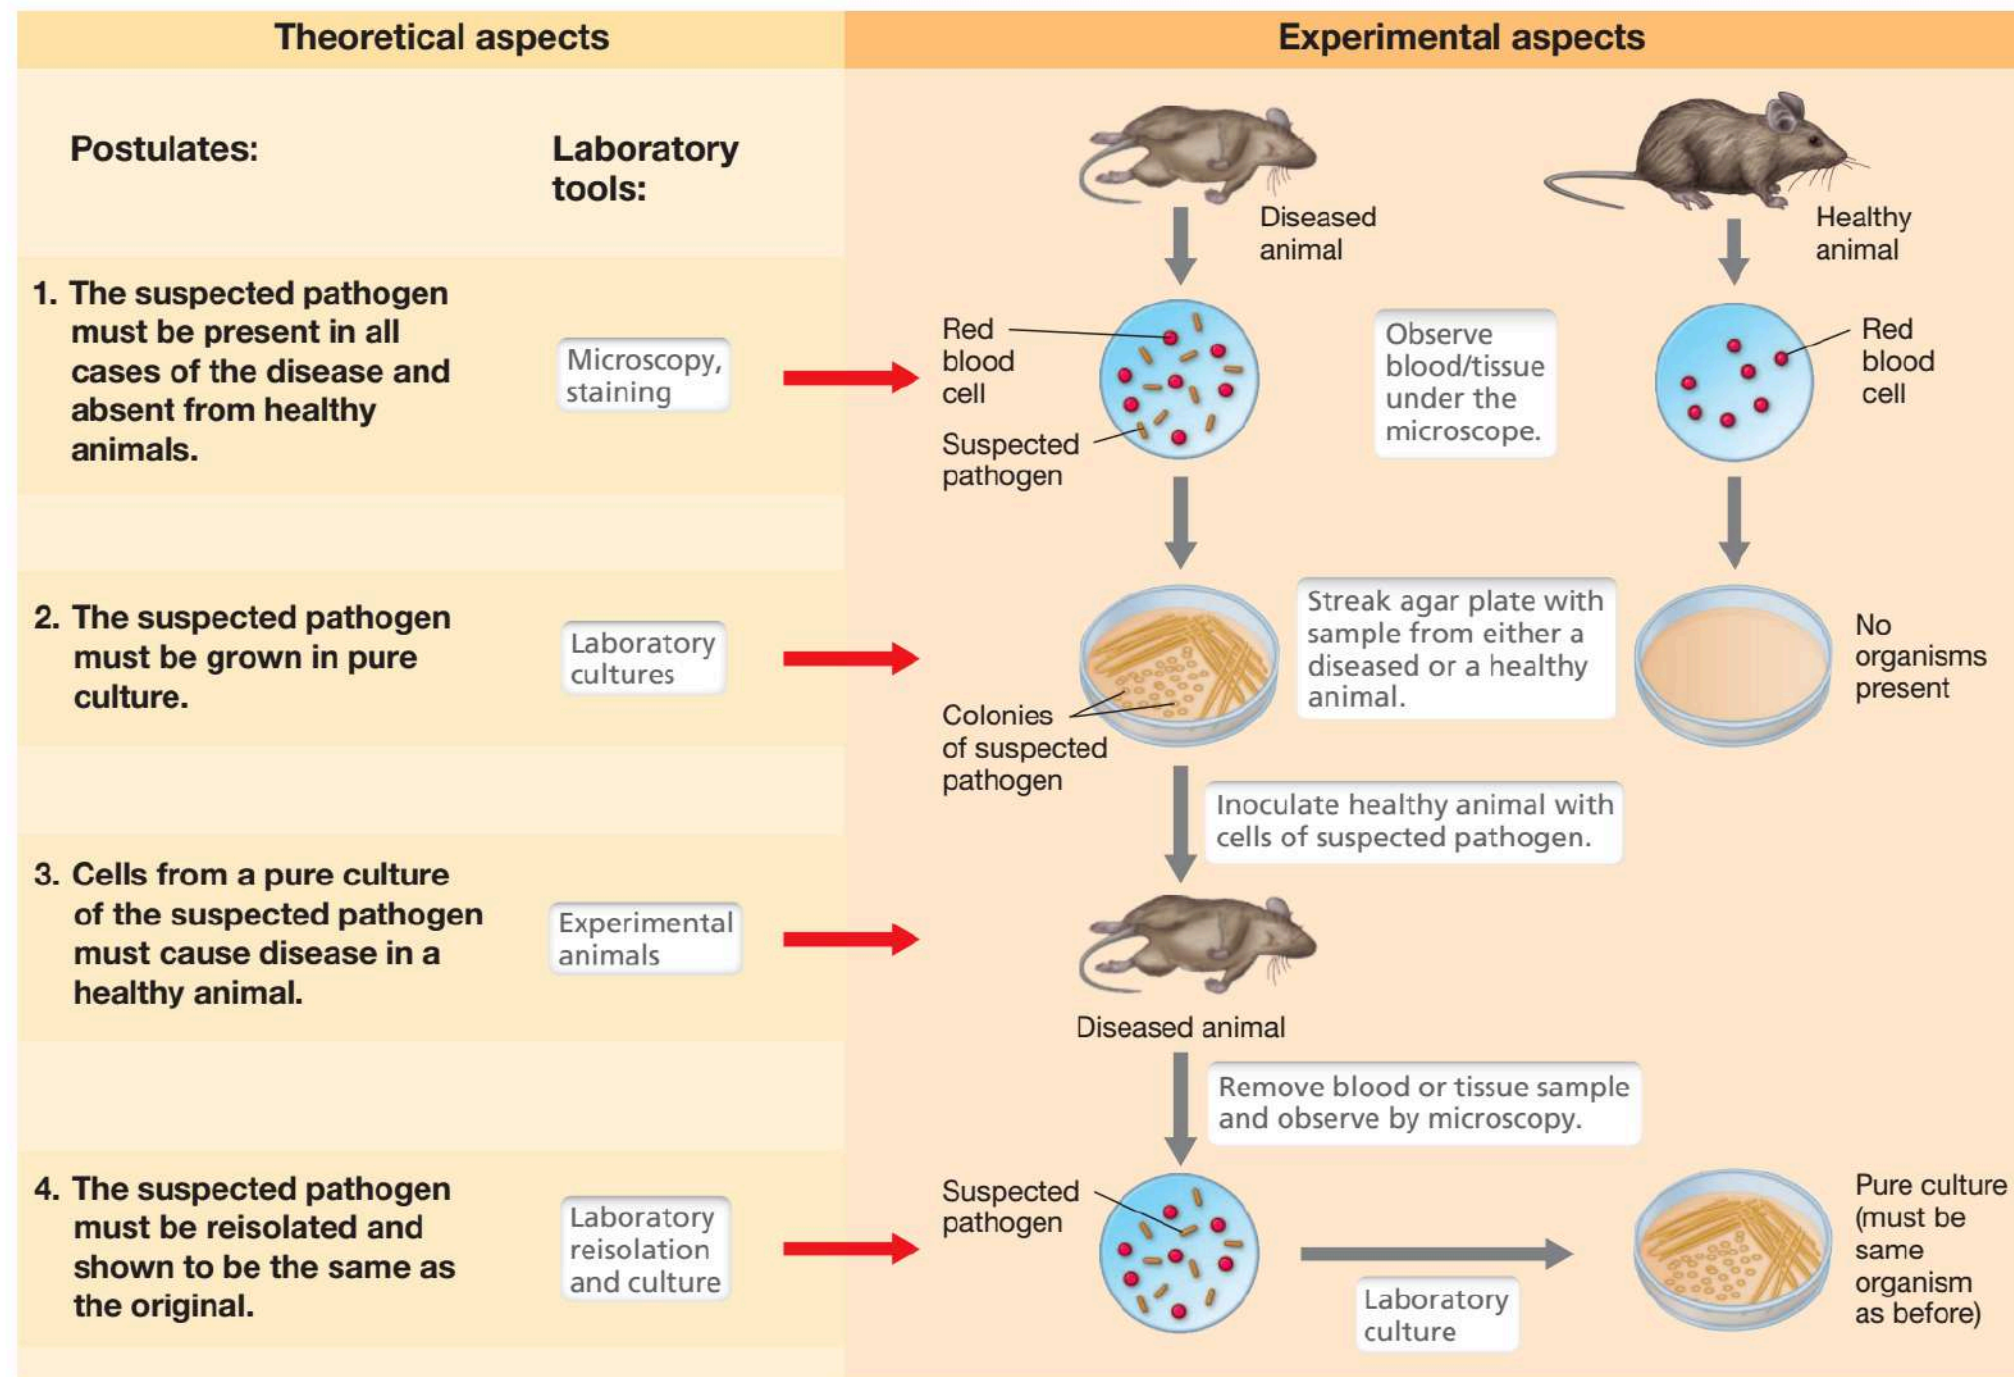 Theoretical aspects
Experimental aspects
Postulates:
Laboratory
tools:
Diseased
animal
Healthy
animal
1. The suspected pathogen
must be present in all
cases of the disease and
absent from healthy
animals.
Microscopy,
staining
Red
blood
cell
Suspected
pathogen
Observe
blood/tissue
under the
microscope.
Red
blood
cell
2. The suspected pathogen
must be grown in pure
culture.
Laboratory
cultures
Colonies
of suspected
pathogen
Streak agar plate with
sample from either a
diseased or a healthy
animal.
No
organisms
present
Inoculate healthy animal with
cells of suspected pathogen.
3. Cells from a pure culture
of the suspected pathogen
must cause disease in a
healthy animal.
Experimental
animals
Diseased animal
Remove blood or tissue sample
and observe by microscopy.
4. The suspected pathogen
must be reisolated and
shown to be the same as
the original.
Laboratory
reisolation
and culture
Suspected
pathogen
Laboratory
culture
Pure culture
(must be
same
organism
as before)